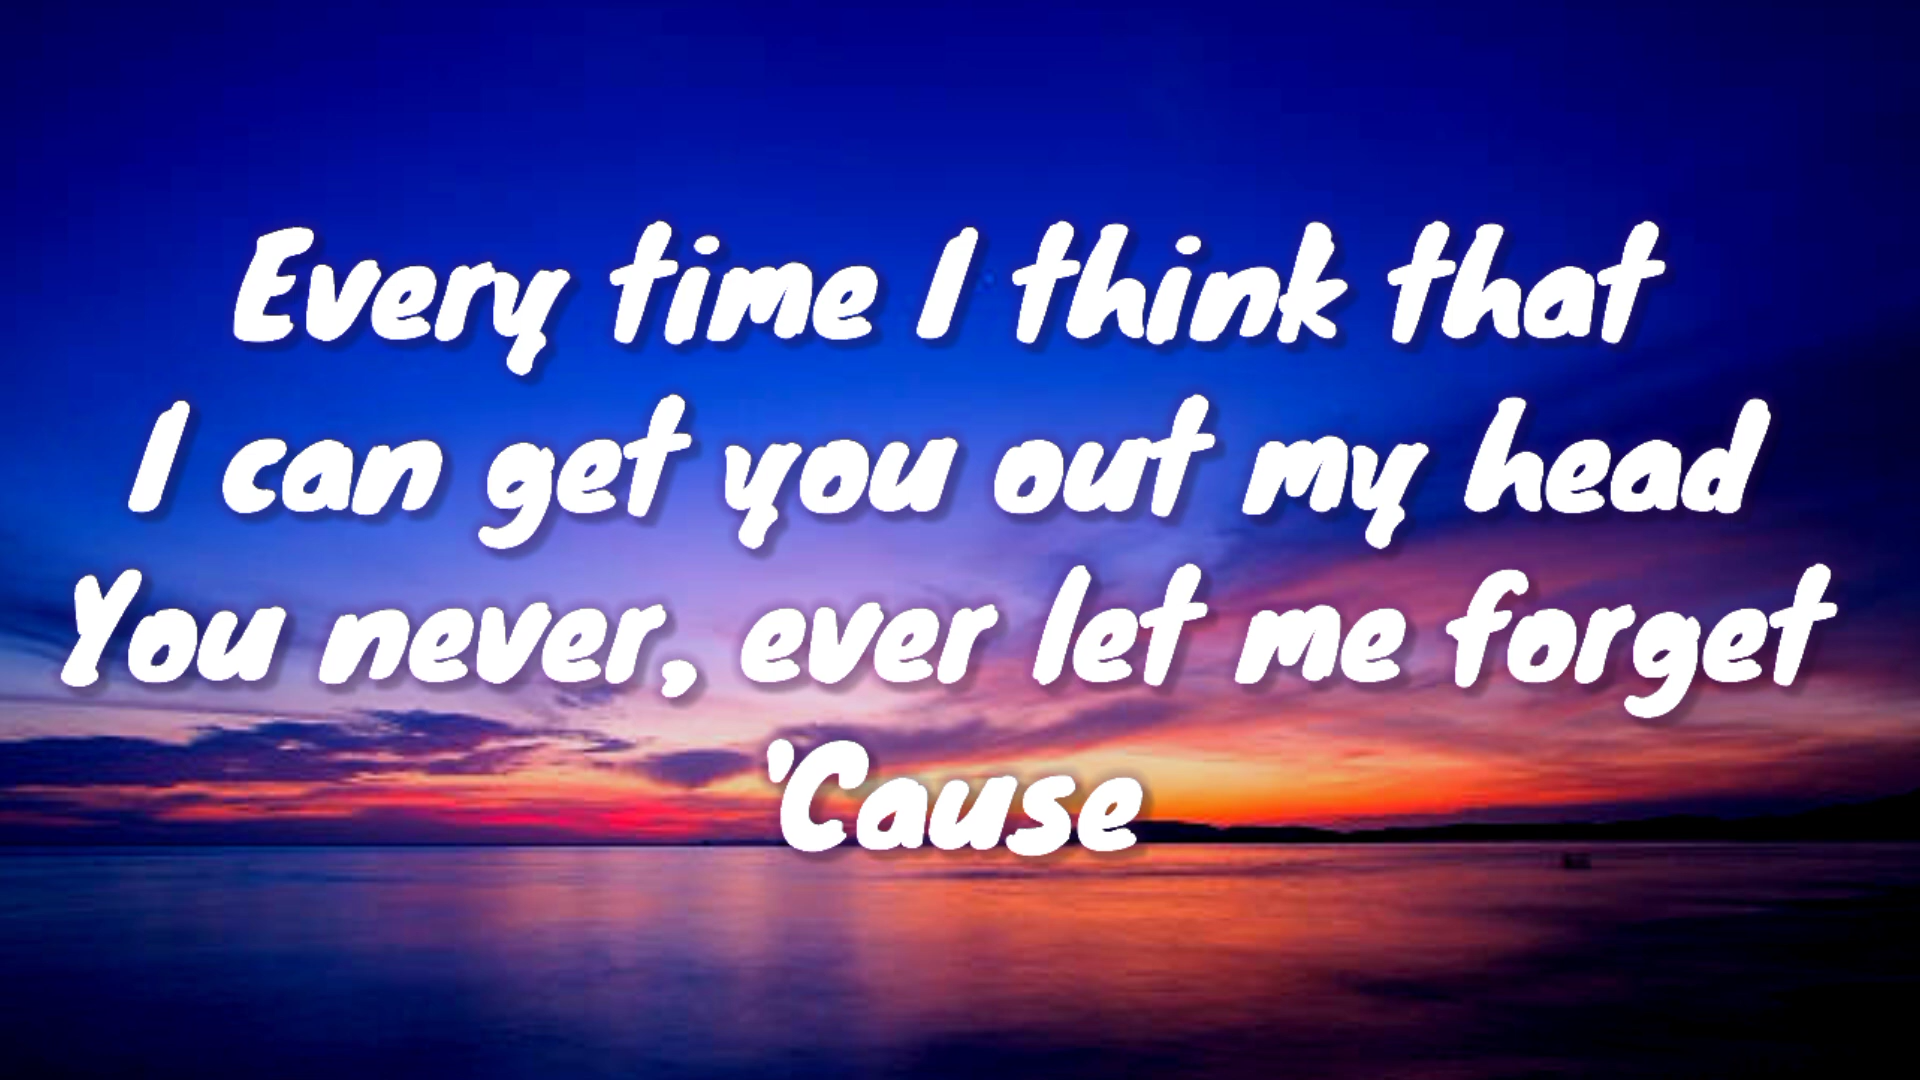 Every time I think that
I can get you out my head
You never, ever let me forget
'Cause